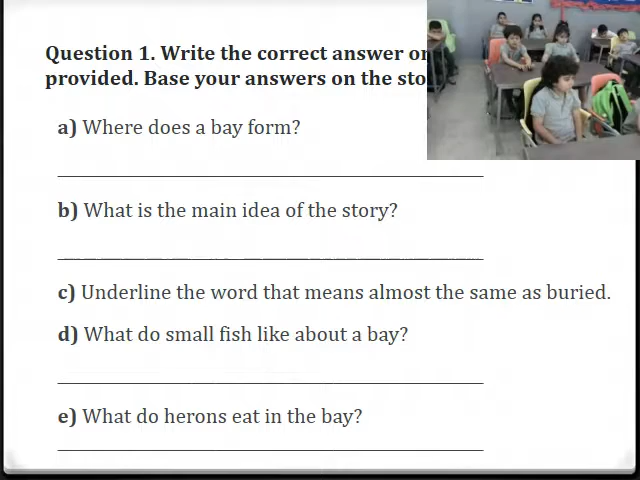 Question 1. Write the correct answer on
provided. Base your answers on the sto
a) Where does a bay form?
b) What is the main idea of the story?
c) Underline the word that means almost the same as buried.
d) What do small fish like about a bay?
e) What do herons eat in the bay?